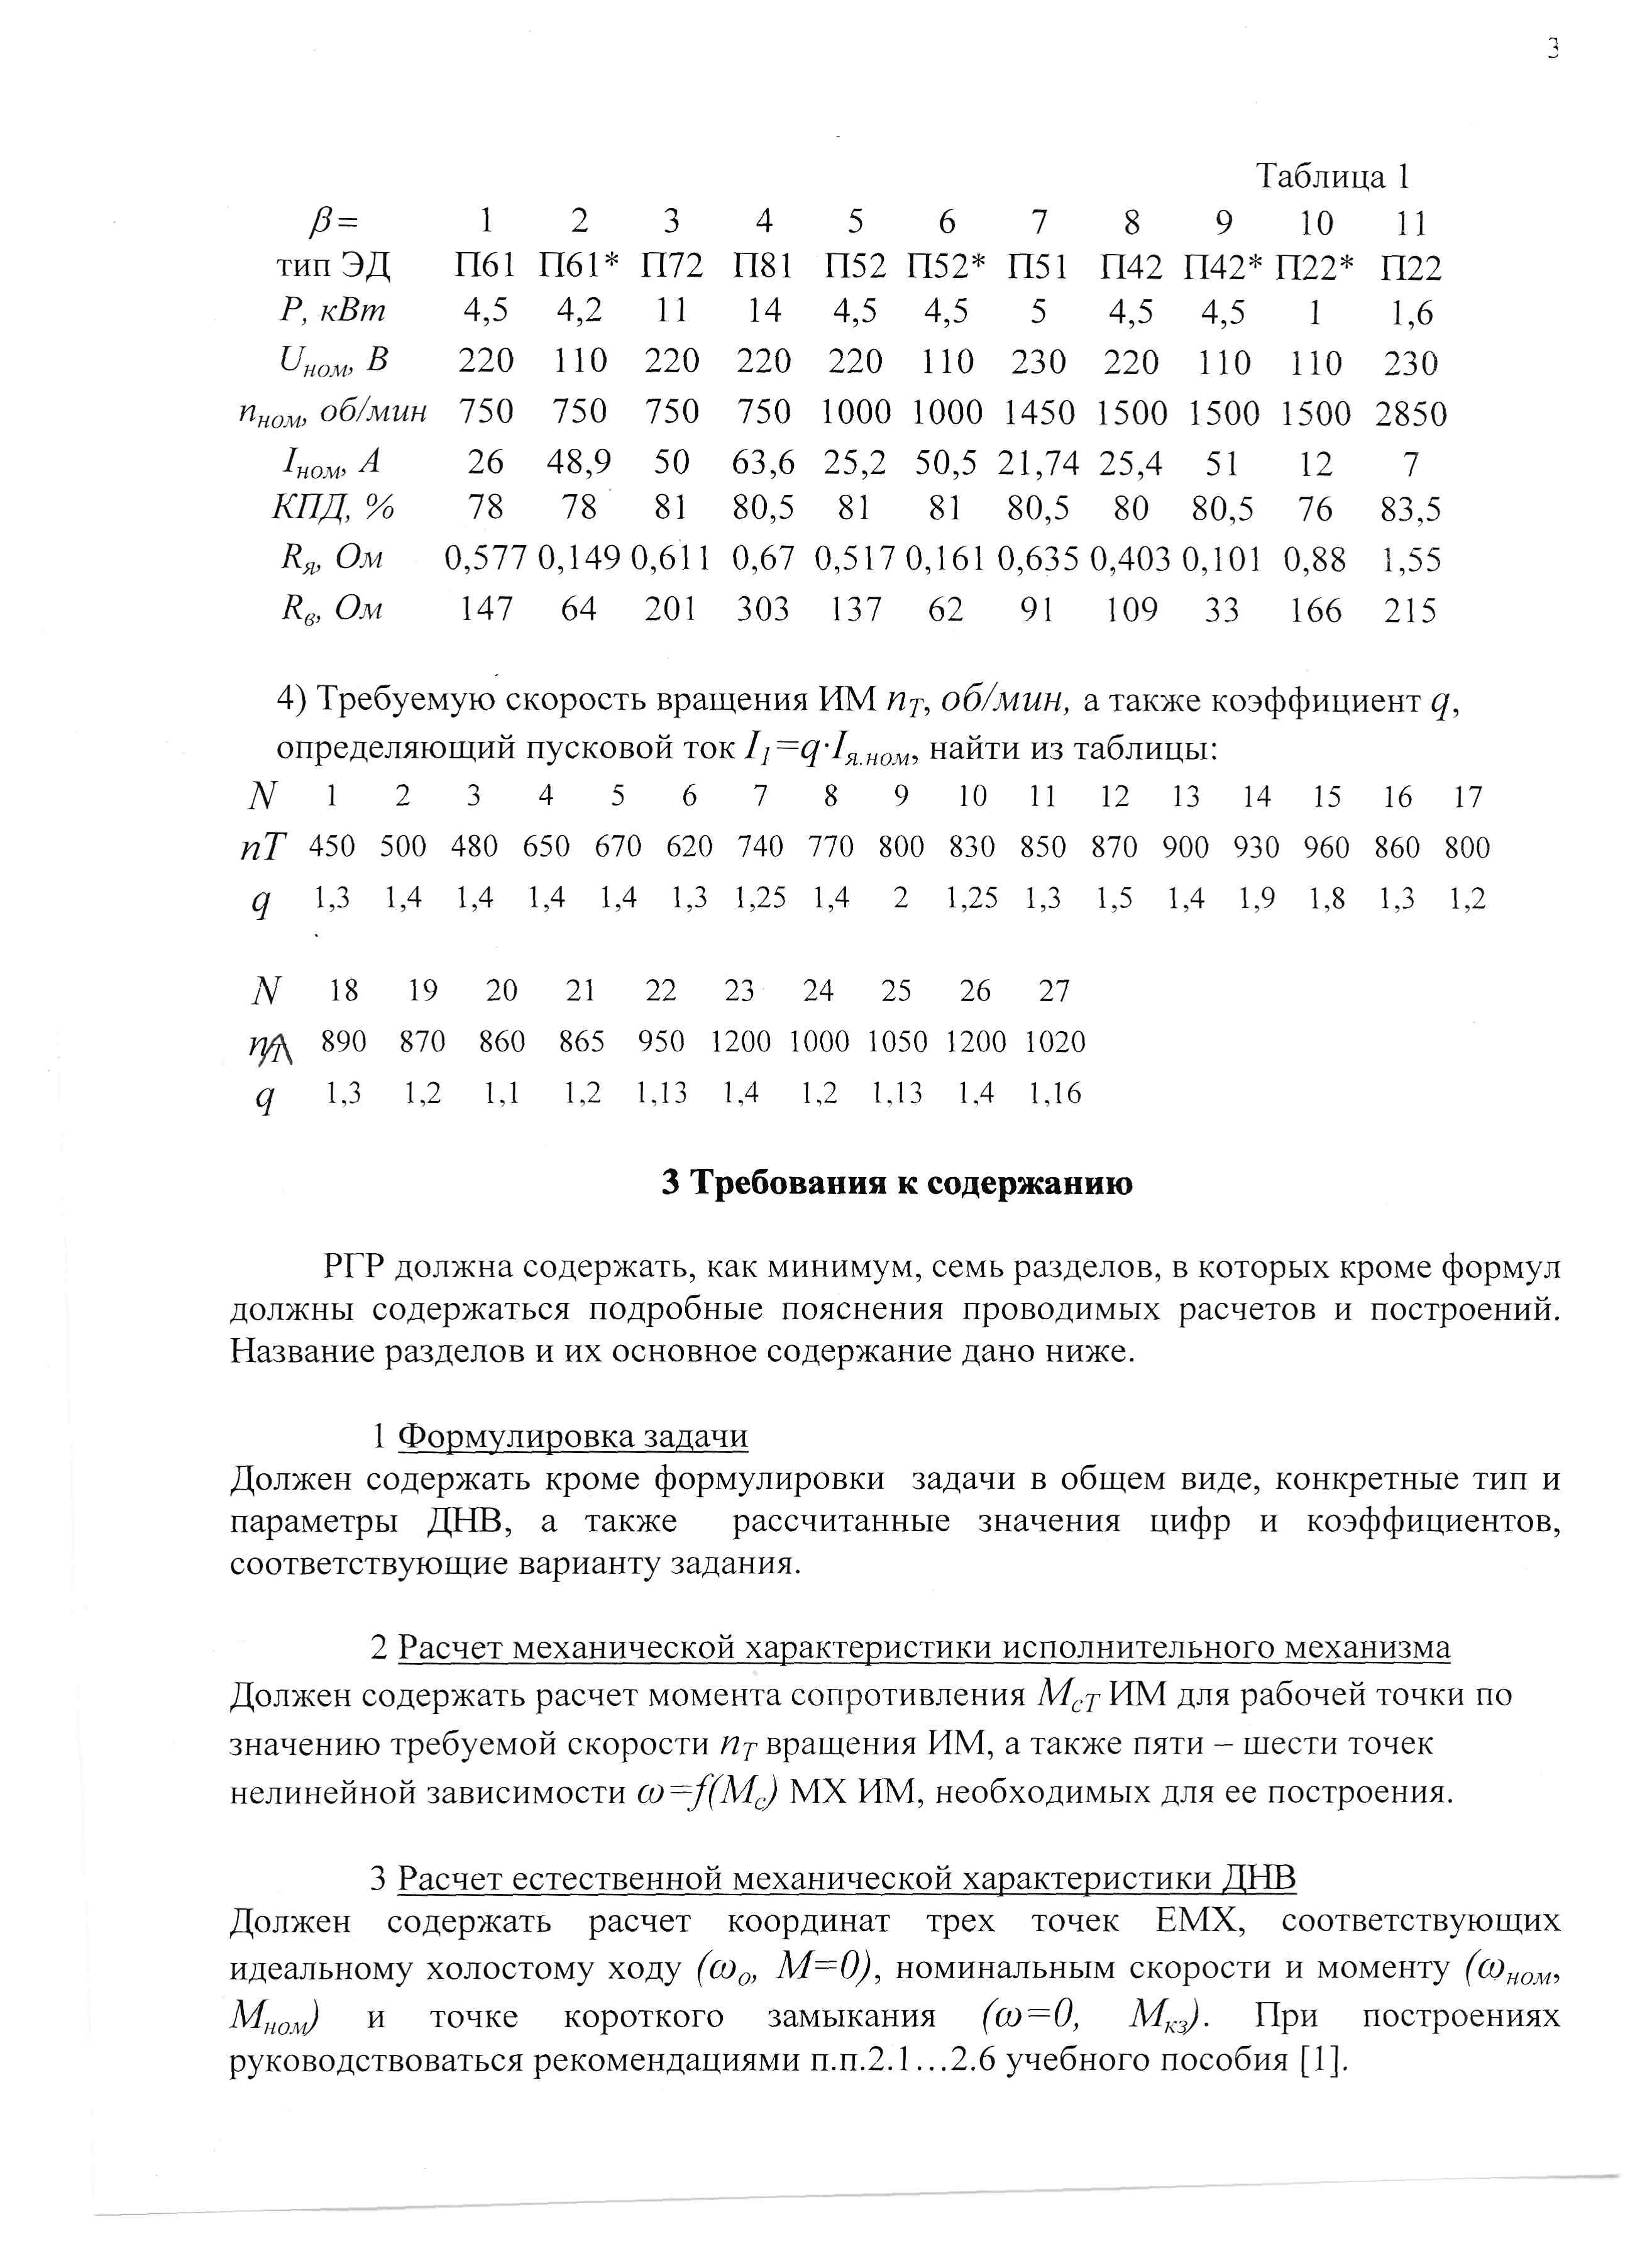 3
Таблица 1
β= 1 2 3 4 5 6 7 8 9 10 11
тип ЭД П61 П61* П72 П81 П52 П52* П51 П42 П42* П22* П22
P, кВт 4,5 4,2 11 14 4,5 4,5 5 4,5 4,5 1 1,6
Uном, В 220 110 220 220 220 110 230 220 110 110 230
nном, об/мин 750 750 750 750 1000 1000 1450 1500 1500 1500 2850
Iном, А 26 48,9 50 63,6 25,2 50,5 21,74 25,4 51 12 7
КПД, % 78 78 81 80,5 81 81 80,5 80 80,5 76 83,5
Rя, Ом 0,577 0,149 0,611 0,67 0,517 0,161 0,635 0,403 0,101 0,88 1,55
Rв, Ом 147 64 201 303 137 62 91 109 33 166 215
4) Требуемую скорость вращения ИМ nТ, об/мин, а также коэффициент q,
определяющий пусковой ток I1=q·Iя.ном, найти из таблицы:
N 1 2 3 4 5 6 7 8 9 10 11 12 13 14 15 16 17
nT 450 500 480 650 670 620 740 770 800 830 850 870 900 930 960 860 800
q 1,3 1,4 1,4 1,4 1,4 1,3 1,25 1,4 2 1,25 1,3 1,5 1,4 1,9 1,8 1,3 1,2
N 18 19 20 21 22 23 24 25 26 27
890 870 860 865 950 1200 1000 1050 1200 1020
q 1,3 1,2 1,1 1,2 1,13 1,4 1,2 1,13 1,4 1,16
3 Требования к содержанию
РГР должна содержать, как минимум, семь разделов, в которых кроме формул
должны содержаться подробные пояснения проводимых расчетов и построений.
Название разделов и их основное содержание дано ниже.
1 Формулировка задачи
Должен содержать кроме формулировки задачи в общем виде, конкретные тип и
параметры ДНВ, а также рассчитанные значения цифр и коэффициентов,
соответствующие варианту задания.
2 Расчет механической характеристики исполнительного механизма
Должен содержать расчет момента сопротивления МсТ ИМ для рабочей точки по
значению требуемой скорости nТ вращения ИМ, а также пяти – шести точек
нелинейной зависимости ω=f(Мс) МХ ИМ, необходимых для ее построения.
3 Расчет естественной механической характеристики ДНВ
Должен содержать расчет координат трех точек ЕМХ, соответствующих
идеальному холостому ходу (ωо, М=0), номинальным скорости и моменту (ωном,
Мном) и точке короткого замыкания (ω=0, Мкз). При построениях
руководствоваться рекомендациями п.п.2.1...2.6 учебного пособия [1].